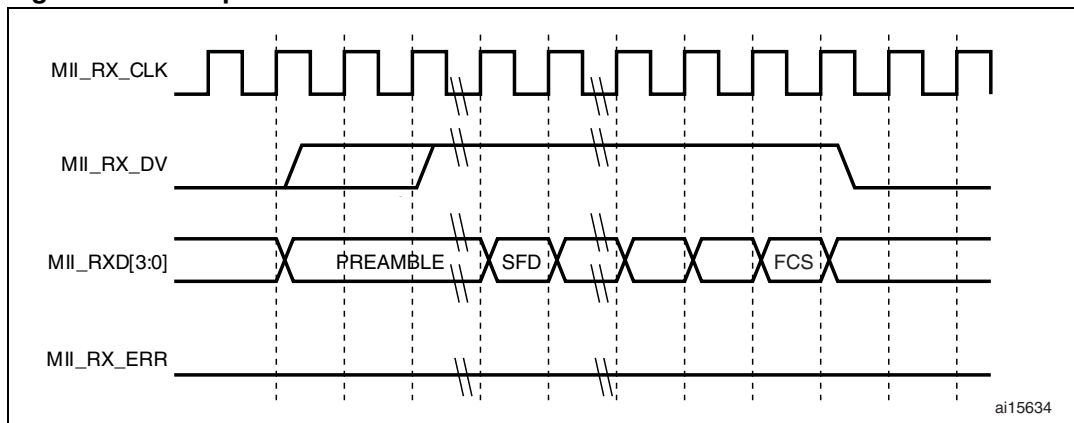 MII_RX_CLK
MII_RX_DV
MII_RXD[3:0]
PREAMBLE
SFD
FCS
MII_RX_ERR
ai15634